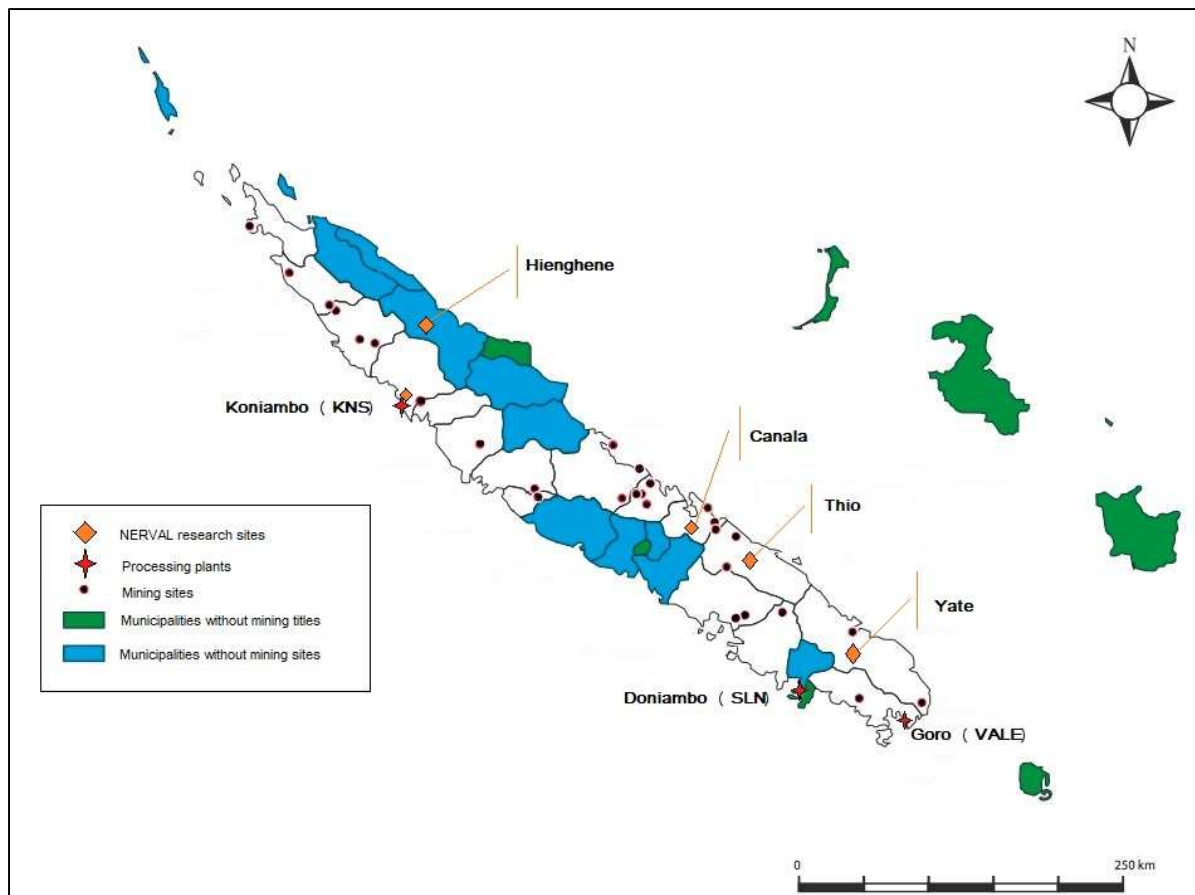 N
Hienghene
Koniambo ( KNS)
Canala
Thio
Yate
Doniambo ( SLN)
Goro ( VALE)
NERVAL research sites
Processing plants
Mining sites
Municipalities without mining titles
Municipalities without mining sites
0 250 km